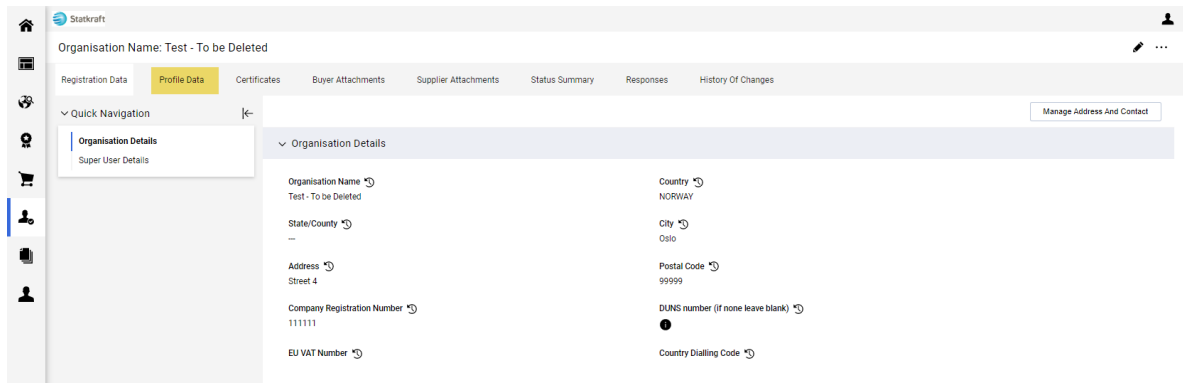 Statkraft
Organisation Name: Test - To be Deleted
Registration Data Profile Data Certificates Buyer Attachments Supplier Attachments Status Summary Responses History Of Changes
Quick Navigation
Manage Address And Contact
Organisation Details
Super User Details
Organisation Details
Organisation Name Country
Test - To be Deleted NORWAY
State/County City
--- Oslo
Address Postal Code
Street 4 99999
Company Registration Number DUNS number (if none leave blank)
111111
EU VAT Number Country Dialling Code